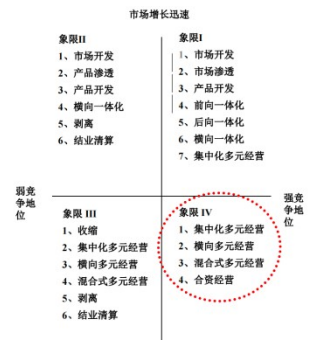 市场增长迅速
象限II
1、市场开发
2、产品渗透
3、产品开发
4、横向一体化
5、剥离
6、结业清算
象限I
1、市场开发
2、市场渗透
3、产品开发
4、前向一体化
5、后向一体化
6、横向一体化
7、集中化多元经营
弱竞
争地
位
强竞
争地
位
象限 III
1、收缩
2、集中化多元经营
3、横向多元经营
4、混合式多元经营
5、剥离
6、结业清算
象限 IV
1、集中化多元经营
2、横向多元经营
3、混合式多元经营
4、合资经营